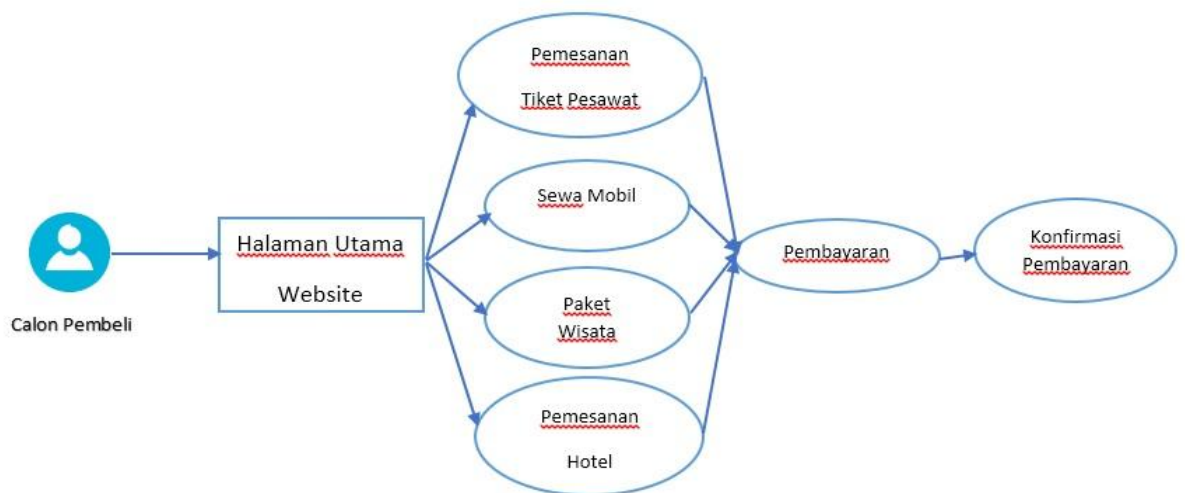 Calon Pembeli
Halaman Utama
Website
Pemesanan
Tiket Pesawat
Sewa Mobil
Paket
Wisata
Pemesanan
Hotel
Pembayaran
Konfirmasi
Pembayaran